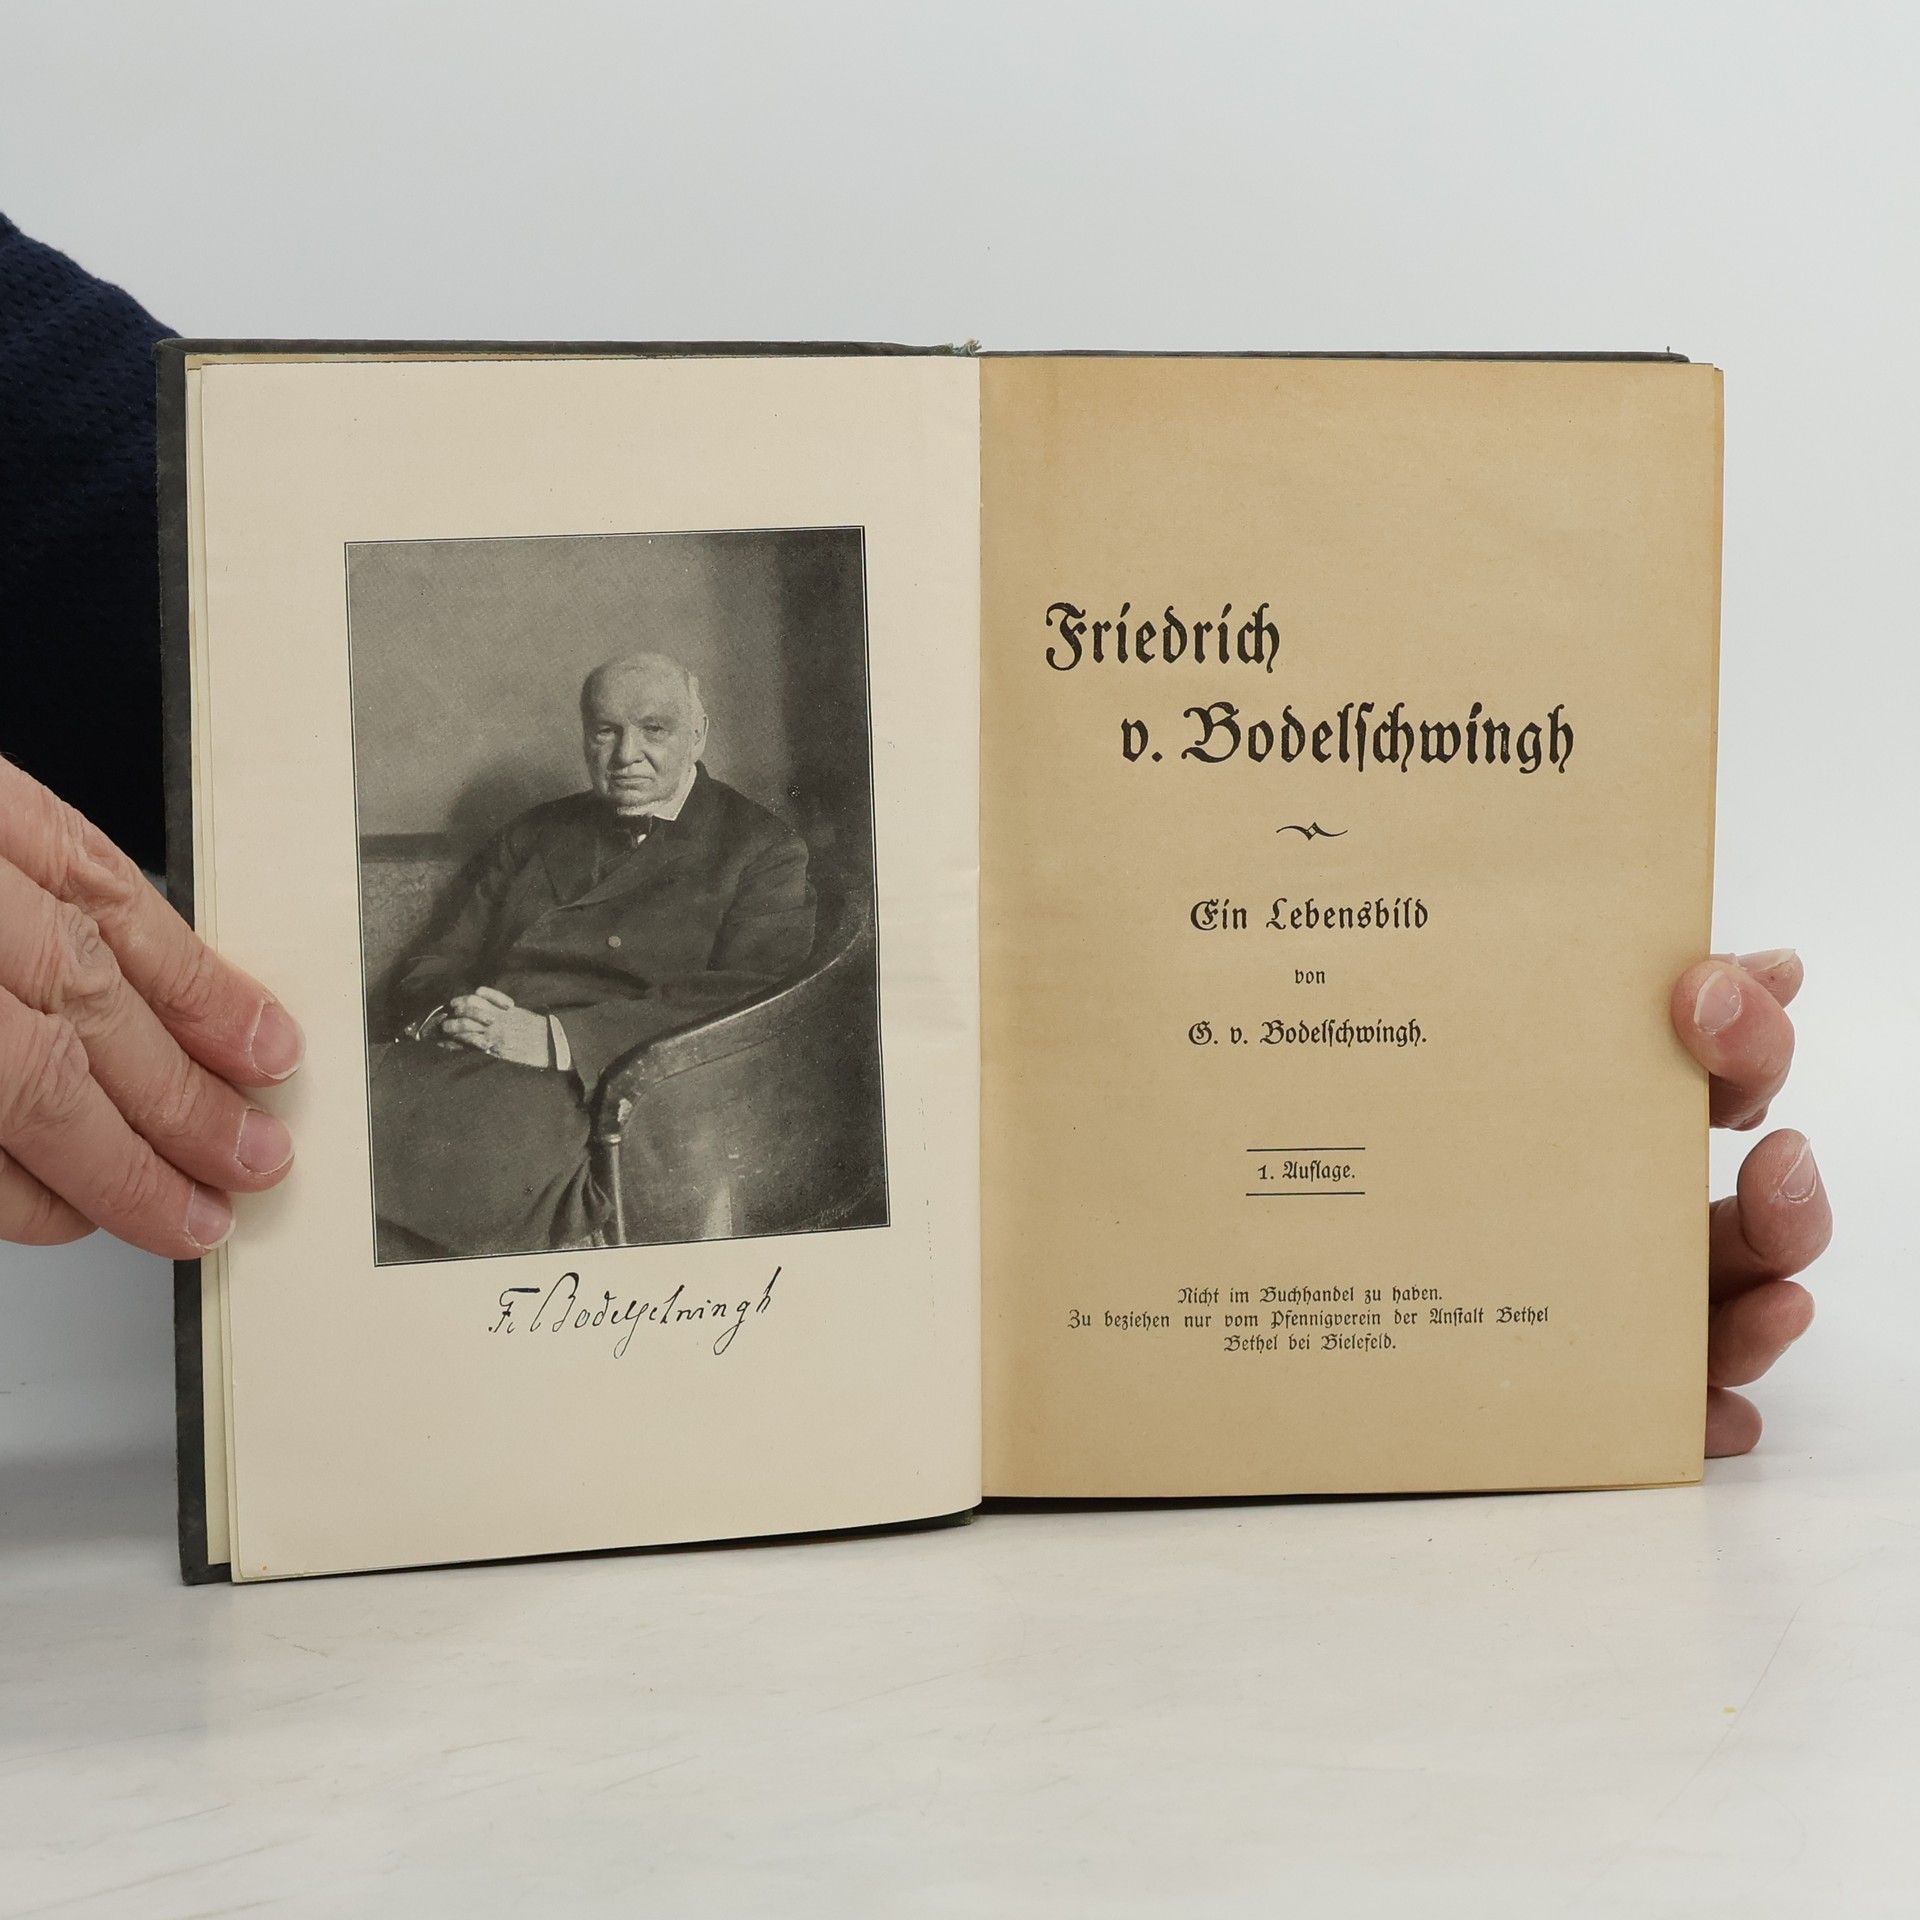 F. v. Bodelschwingh
Friedrich
v. Bodelſchwingh
Ein Lebensbild
von
G. v. Bodelſchwingh.
1. Auflage.
Nicht im Buchhandel zu haben.
Zu beziehen nur vom Pfennigverein der Anſtalt Bethel
Bethel bei Bielefeld.